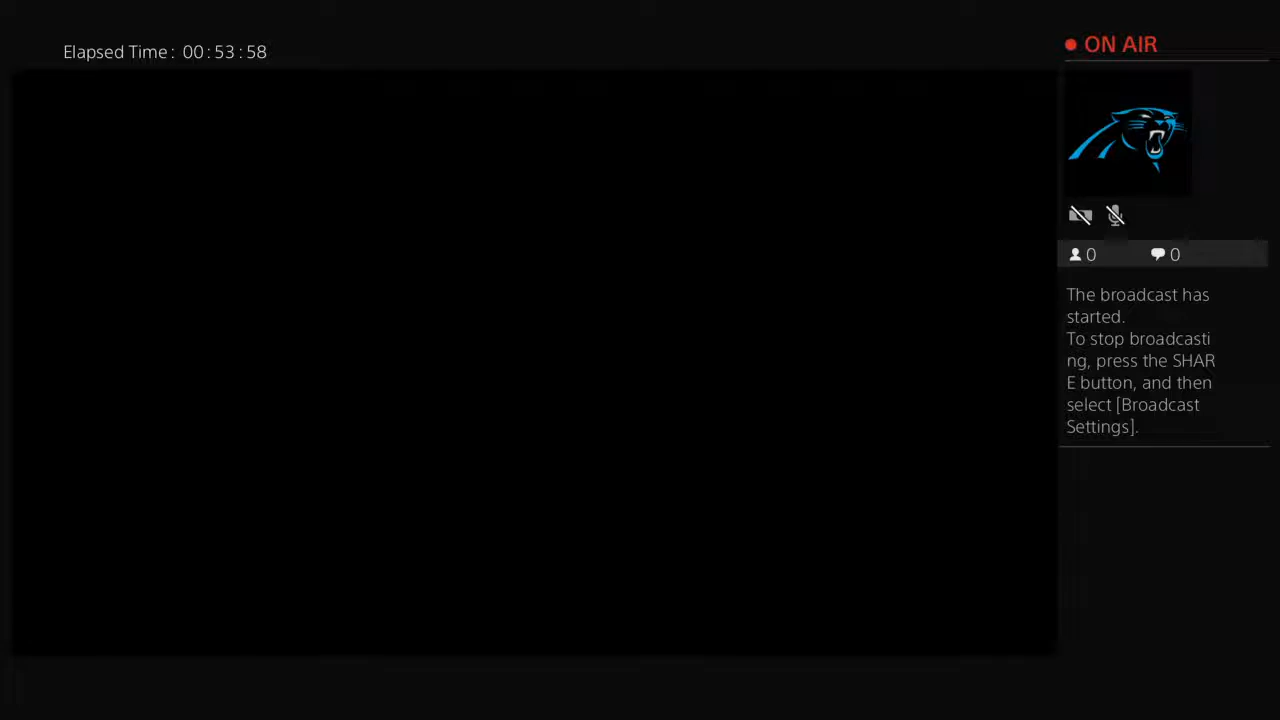 Elapsed Time: 00:53:58
ON AIR
0 0
The broadcast has
started.
To stop broadcasti
ng, press the SHAR
E button, and then
select [Broadcast
Settings].